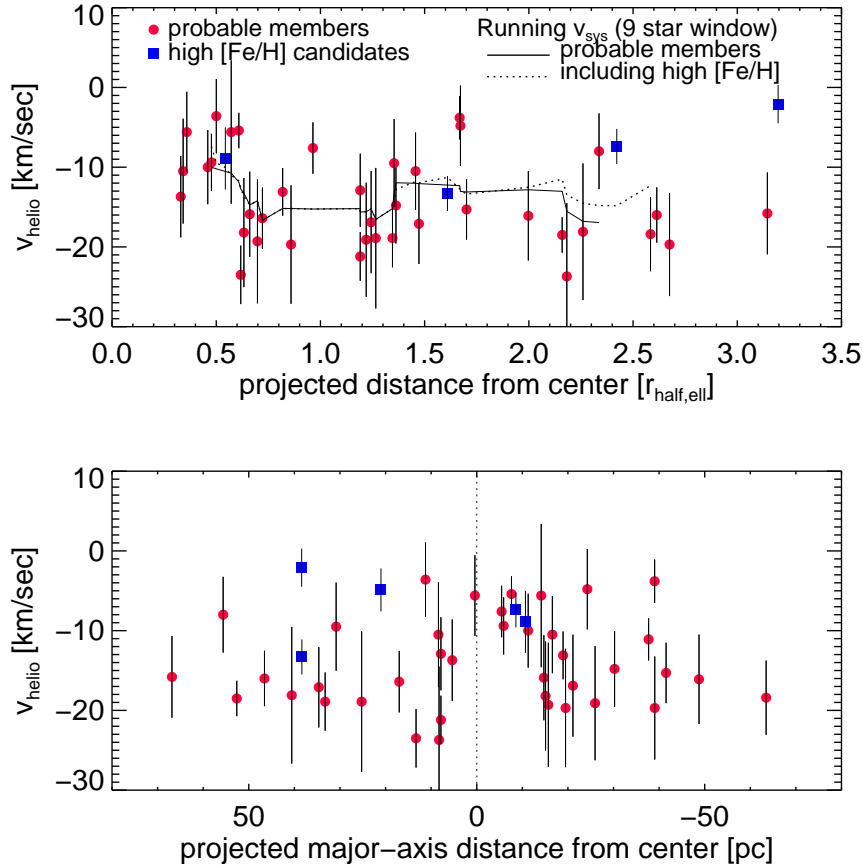 10
0
−10
−20
−30
v_helio [km/sec]
probable members
high [Fe/H] candidates
Running v_sys (9 star window)
probable members
including high [Fe/H]
0.0 0.5 1.0 1.5 2.0 2.5 3.0 3.5
projected distance from center [r_half,ell]
10
0
−10
−20
−30
v_helio [km/sec]
50 0 −50
projected major−axis distance from center [pc]